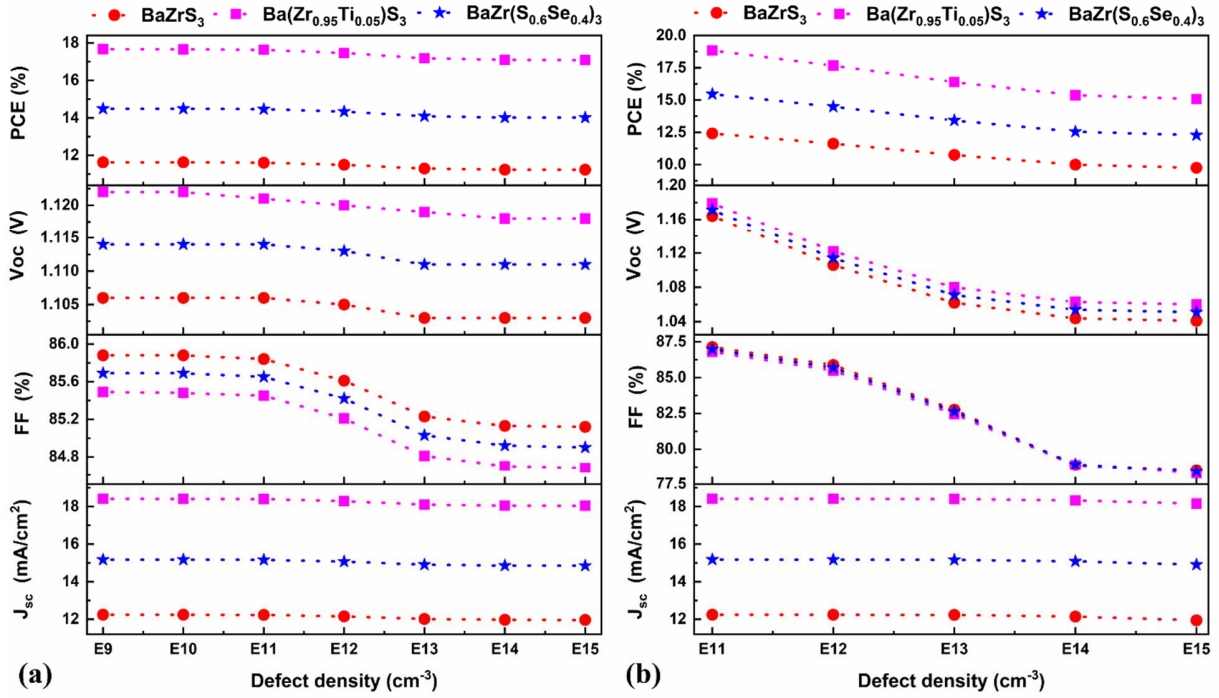 BaZrS₃ Ba(Zr₀.₉₅Ti₀.₀₅)S₃ BaZr(S₀.₆Se₀.₄)₃
18
16
14
12
PCE (%)
1.120
1.115
1.110
1.105
Voc (V)
86.0
85.6
85.2
84.8
FF (%)
18
16
14
12
Jsc (mA/cm²)
E9 E10 E11 E12 E13 E14 E15
(a) Defect density (cm⁻³)
BaZrS₃ Ba(Zr₀.₉₅Ti₀.₀₅)S₃ BaZr(S₀.₆Se₀.₄)₃
20.0
17.5
15.0
12.5
10.0
PCE (%)
1.20
1.16
1.12
1.08
1.04
Voc (V)
87.5
85.0
82.5
80.0
77.5
FF (%)
18
16
14
12
Jsc (mA/cm²)
E11 E12 E13 E14 E15
(b) Defect density (cm⁻³)